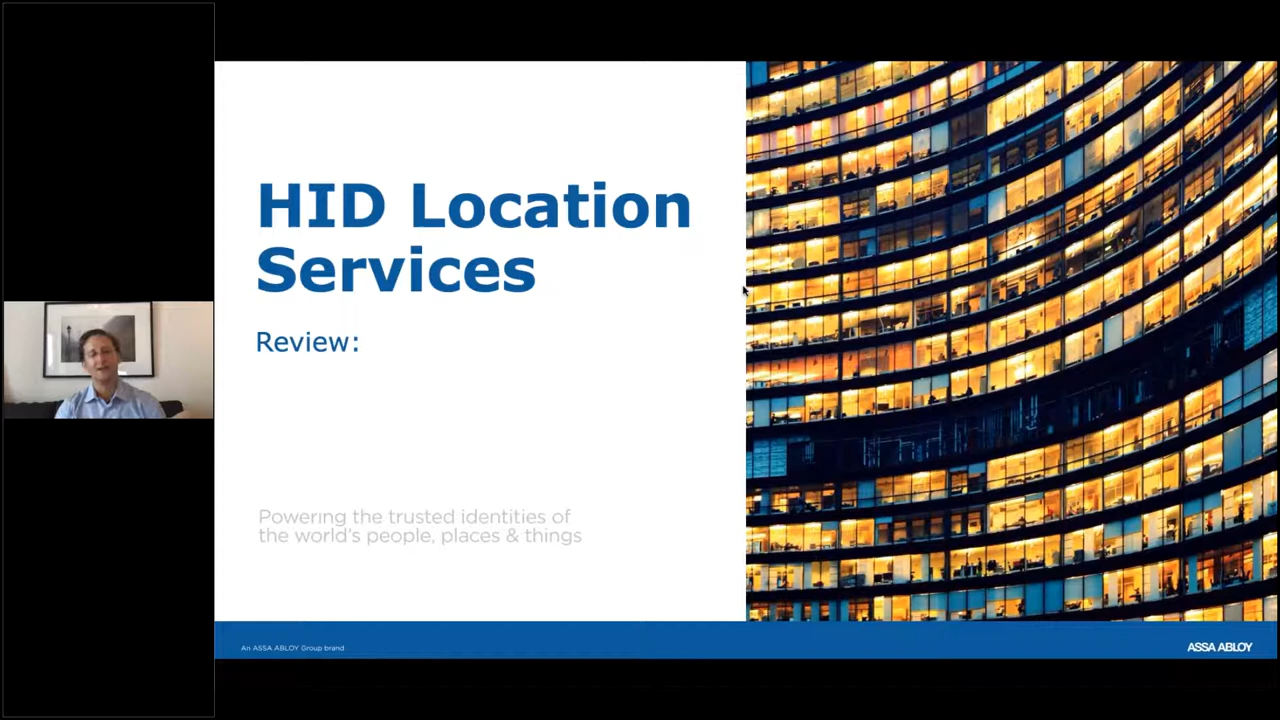 HID Location
Services
Review:
Powering the trusted identities of
the world's people, places & things
An ASSA ABLOY Group brand
ASSA ABLOY